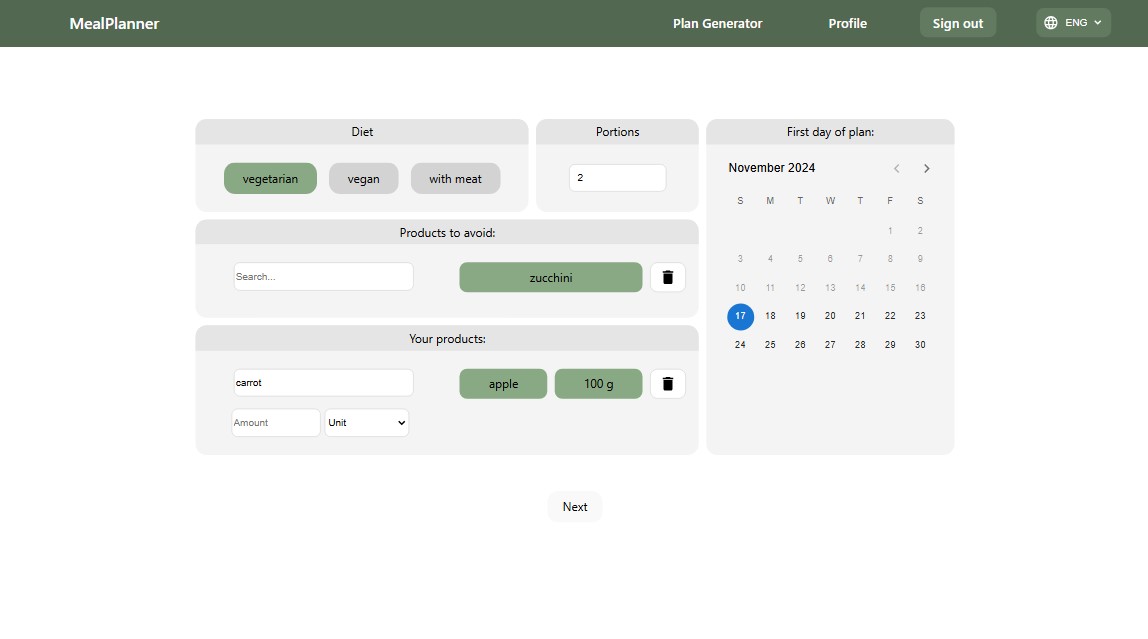 MealPlanner
Plan Generator Profile Sign out ENG
Diet
vegetarian vegan with meat
Portions
2
Products to avoid:
Search...
zucchini
Your products:
carrot
apple 100 g
Amount Unit
First day of plan:
November 2024
S M T W T F S
1 2
3 4 5 6 7 8 9
10 11 12 13 14 15 16
17 18 19 20 21 22 23
24 25 26 27 28 29 30
Next